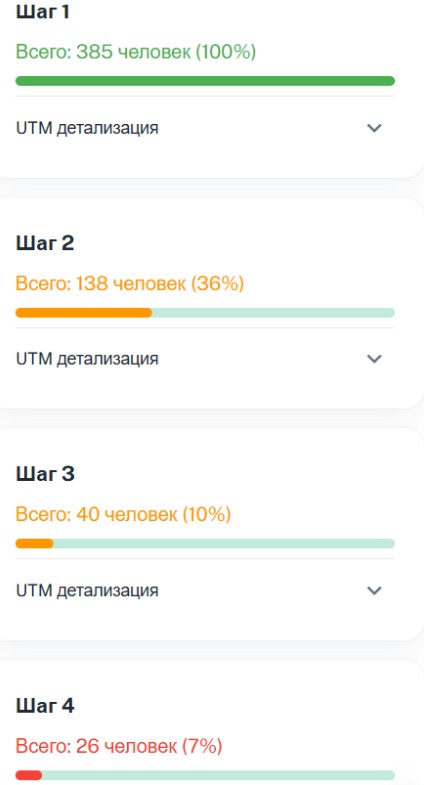 Шаг 1
Всего: 385 человек (100%)
UTM детализация
Шаг 2
Всего: 138 человек (36%)
UTM детализация
Шаг 3
Всего: 40 человек (10%)
UTM детализация
Шаг 4
Всего: 26 человек (7%)